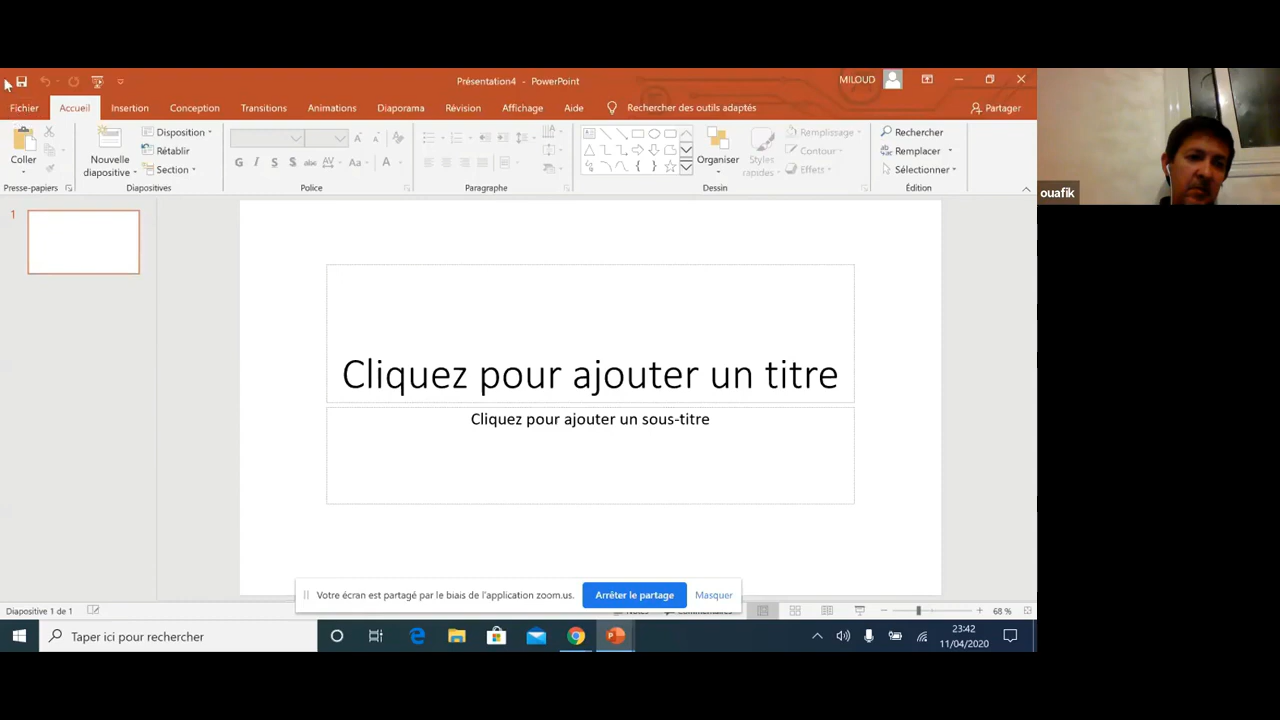 Présentation4 - PowerPoint
MILOUD
Fichier
Accueil
Insertion
Conception
Transitions
Animations
Diaporama
Révision
Affichage
Aide
Rechercher des outils adaptés
Partager
Coller
Nouvelle
diapositive
Disposition
Rétablir
Section
G I S S abc AV Aa A
Organiser
Styles
rapides
Remplissage
Contour
Effets
Rechercher
Remplacer
Sélectionner
Presse-papiers
Diapositives
Police
Paragraphe
Dessin
Édition
ouafik
1
Cliquez pour ajouter un titre
Cliquez pour ajouter un sous-titre
Votre écran est partagé par le biais de l'application zoom.us.
Arrêter le partage
Masquer
Diapositive 1 de 1
68 %
Taper ici pour rechercher
23:42
11/04/2020